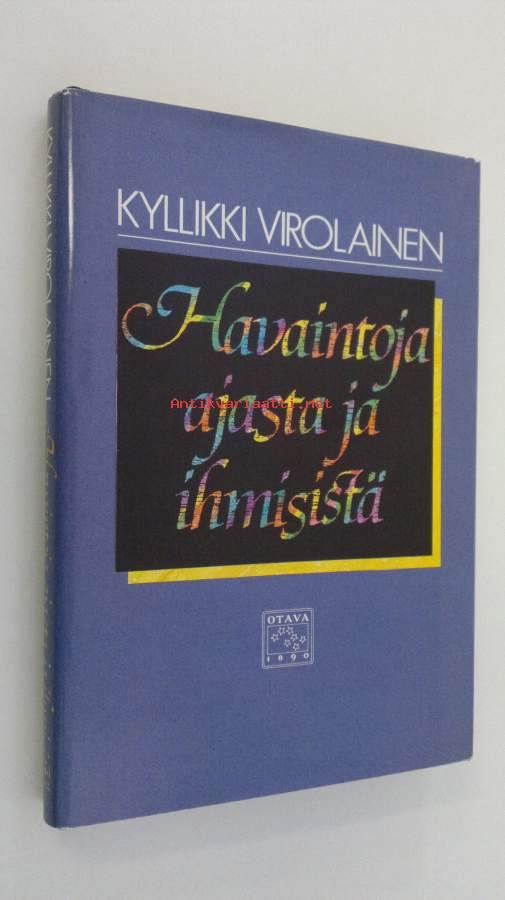 KYLLIKKI VIROLAINEN
Havaintoja
ajasta ja
ihmisistä
Antikvariaatti.net
OTAVA
1890
KYLLIKKI VIROLAINEN